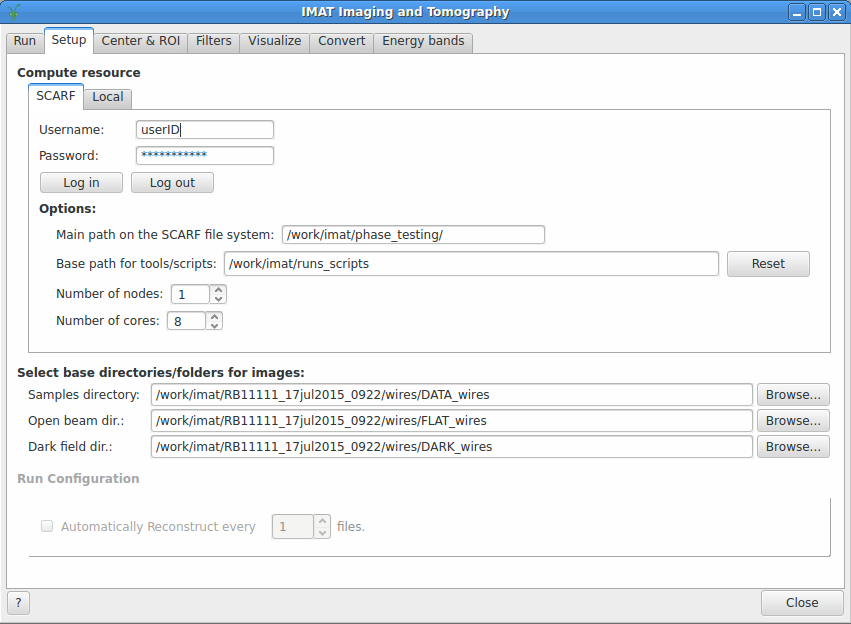 IMAT Imaging and Tomography
Run Setup Center & ROI Filters Visualize Convert Energy bands
Compute resource
SCARF Local
Username: userID
Password: ***********
Log in Log out
Options:
Main path on the SCARF file system: /work/imat/phase_testing/
Base path for tools/scripts: /work/imat/runs_scripts Reset
Number of nodes: 1
Number of cores: 8
Select base directories/folders for images:
Samples directory: /work/imat/RB11111_17jul2015_0922/wires/DATA_wires Browse...
Open beam dir.: /work/imat/RB11111_17jul2015_0922/wires/FLAT_wires Browse...
Dark field dir.: /work/imat/RB11111_17jul2015_0922/wires/DARK_wires Browse...
Run Configuration
Automatically Reconstruct every 1 files.
? Close